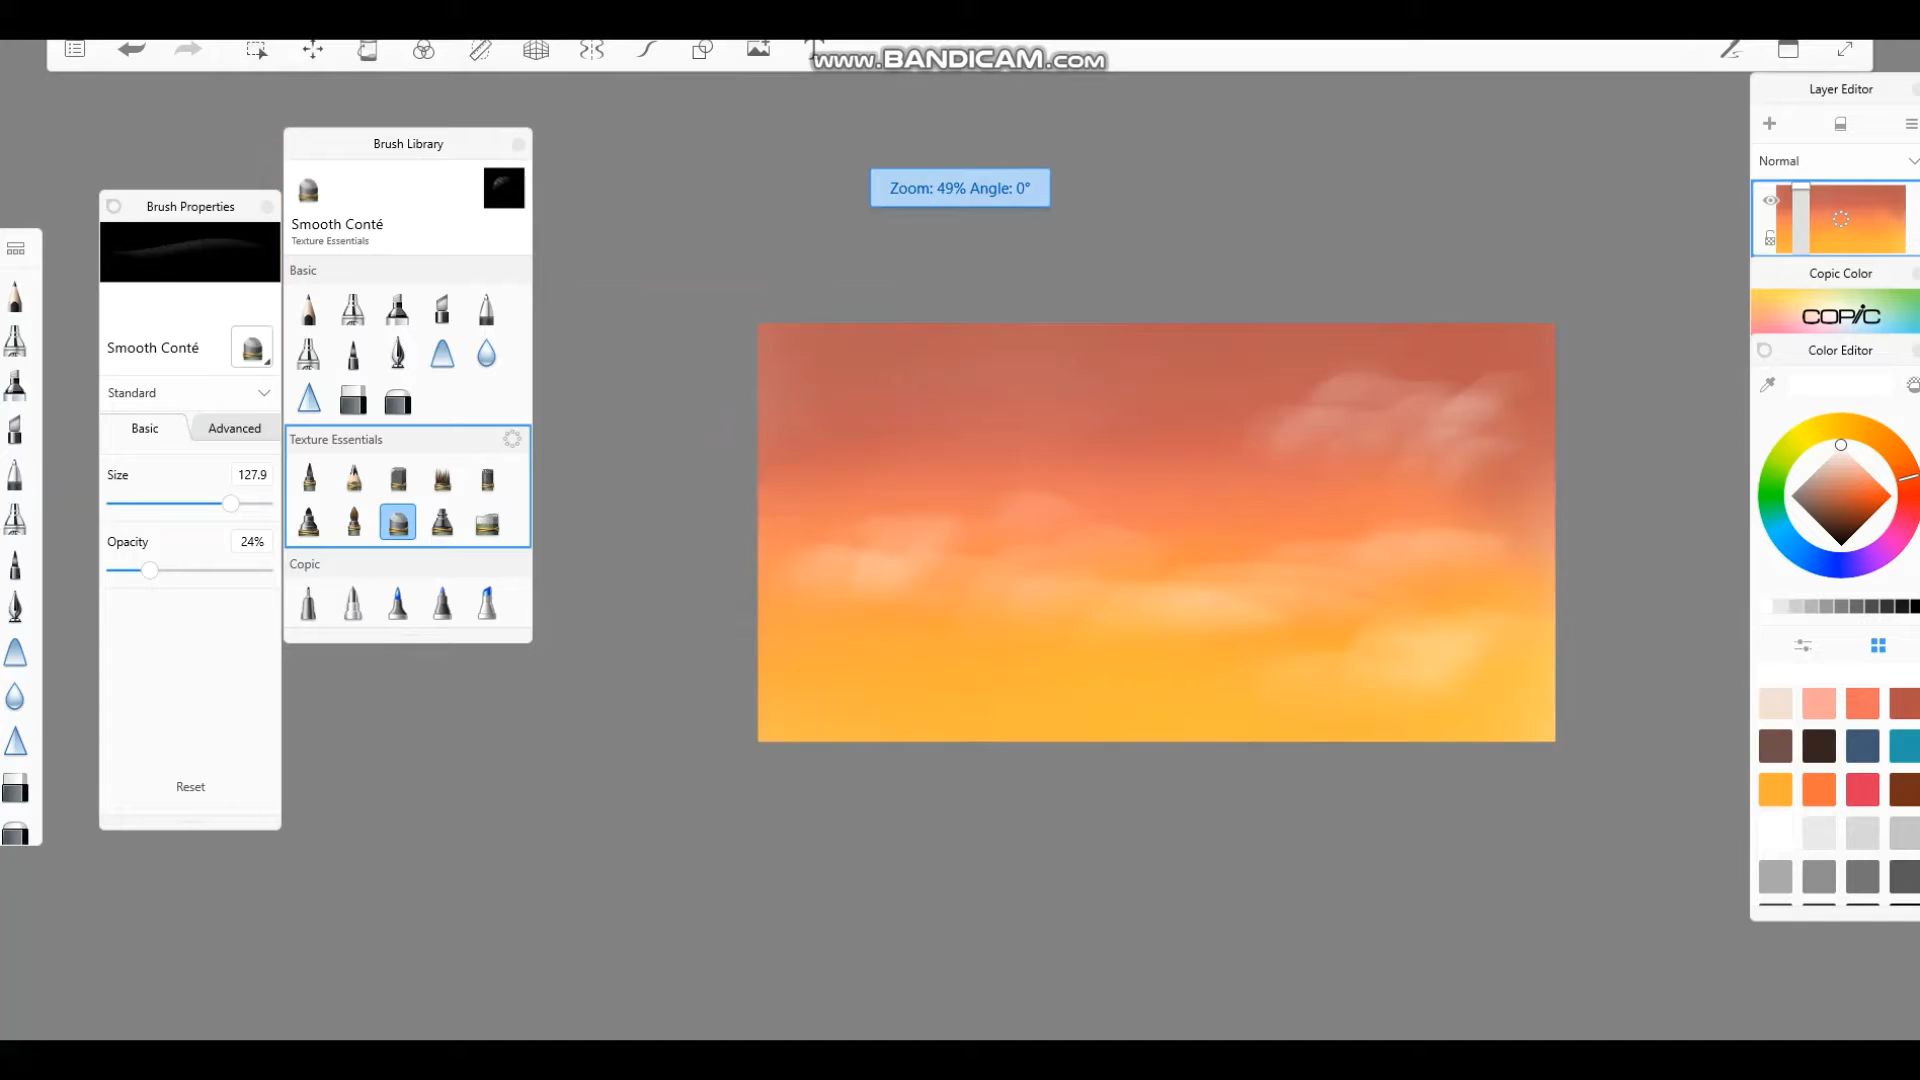 www.BANDICAM.com
Layer Editor
Brush Library
Normal
Zoom: 49% Angle: 0°
Brush Properties
Smooth Conté
Texture Essentials
Basic
Copic Color
COPIC
Smooth Conté
Color Editor
Standard
Basic
Advanced
Texture Essentials
Size
127.9
Opacity
24%
Copic
Reset